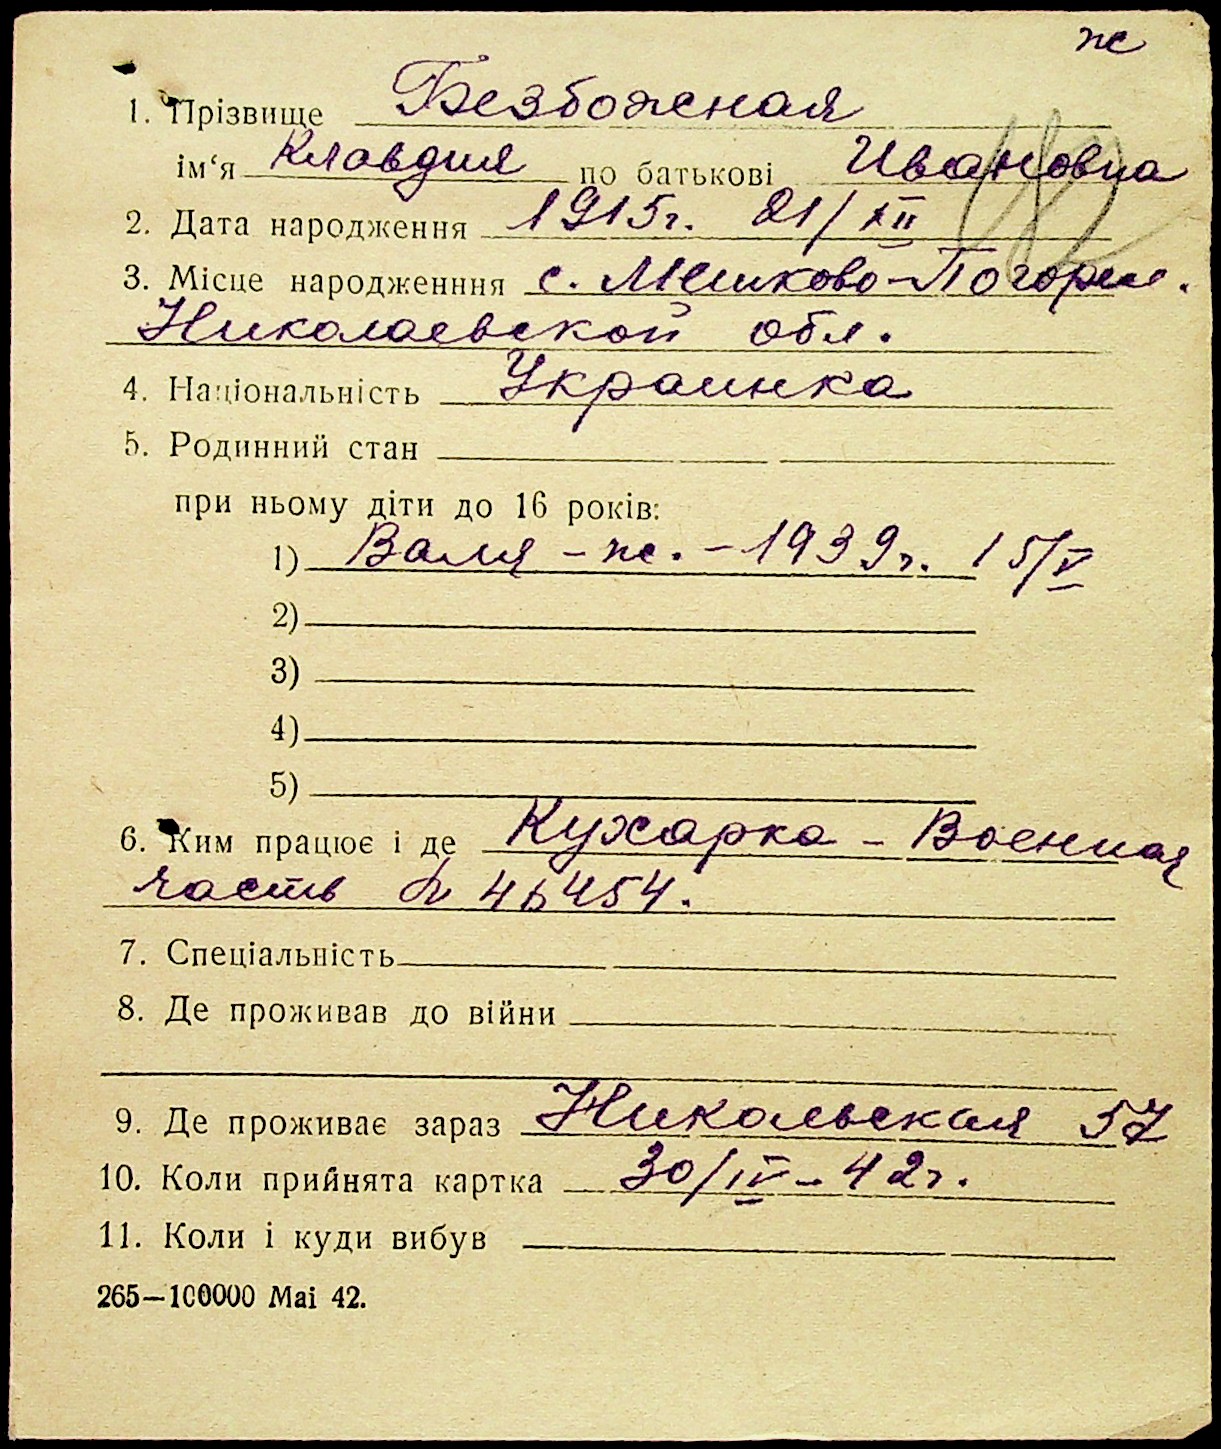 ж
1. Прізвище Безбожная
ім‘я Клавдия по батькові Ивановна
2. Дата народження 1915г. 21/XII
3. Місце народженння с. Мешково-Погорел.
Николаевской обл.
4. Національність Украинка
5. Родинний стан
при ньому діти до 16 років:
1) Валя - ж. - 1939г. 15/V
2)
3)
4)
5)
6. Ким працює і де Кухарка - Военная
часть № 46454.
7. Спеціальність
8. Де проживав до війни
9. Де проживає зараз Никольская 57
10. Коли прийнята картка 30/IV - 42г.
11. Коли і куди вибув
265—100000 Mai 42.